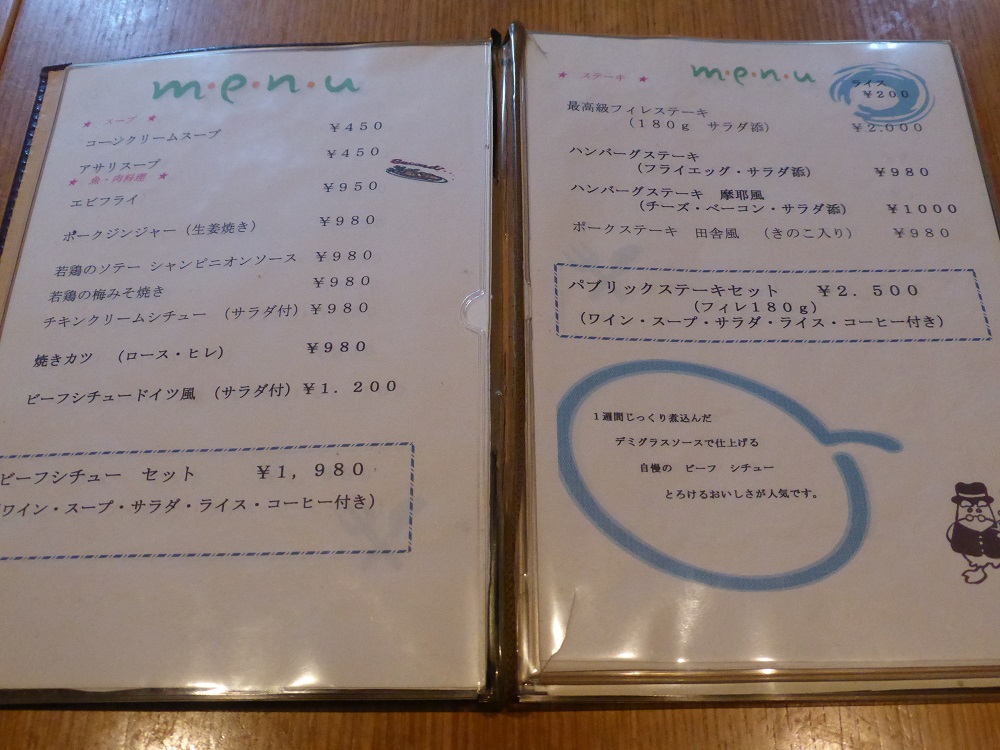 m・e・n・u
★ スープ ★
コーンクリームスープ ￥４５０
アサリスープ ￥４５０
★ 魚・肉料理 ★
エビフライ ￥９５０
ポークジンジャー（生姜焼き） ￥９８０
若鶏のソテー シャンピニオンソース ￥９８０
若鶏の梅みそ焼き ￥９８０
チキンクリームシチュー （サラダ付） ￥９８０
焼きカツ （ロース・ヒレ） ￥９８０
ビーフシチュードイツ風 （サラダ付） ￥１．２００
ビーフシチュー セット ￥１，９８０
（ワイン・スープ・サラダ・ライス・コーヒー付き）
m・e・n・u
★ ステーキ ★
ライス
￥２００
最高級フィレステーキ
（１８０ｇ サラダ添） ￥２．０００
ハンバーグステーキ
（フライエッグ・サラダ添） ￥９８０
ハンバーグステーキ 摩耶風
（チーズ・ベーコン・サラダ添） ￥１０００
ポークステーキ 田舎風 （きのこ入り） ￥９８０
パブリックステーキセット ￥２．５００
（フィレ１８０ｇ）
（ワイン・スープ・サラダ・ライス・コーヒー付き）
１週間じっくり煮込んだ
デミグラスソースで仕上げる
自慢の ビーフ シチュー
とろけるおいしさが人気です。